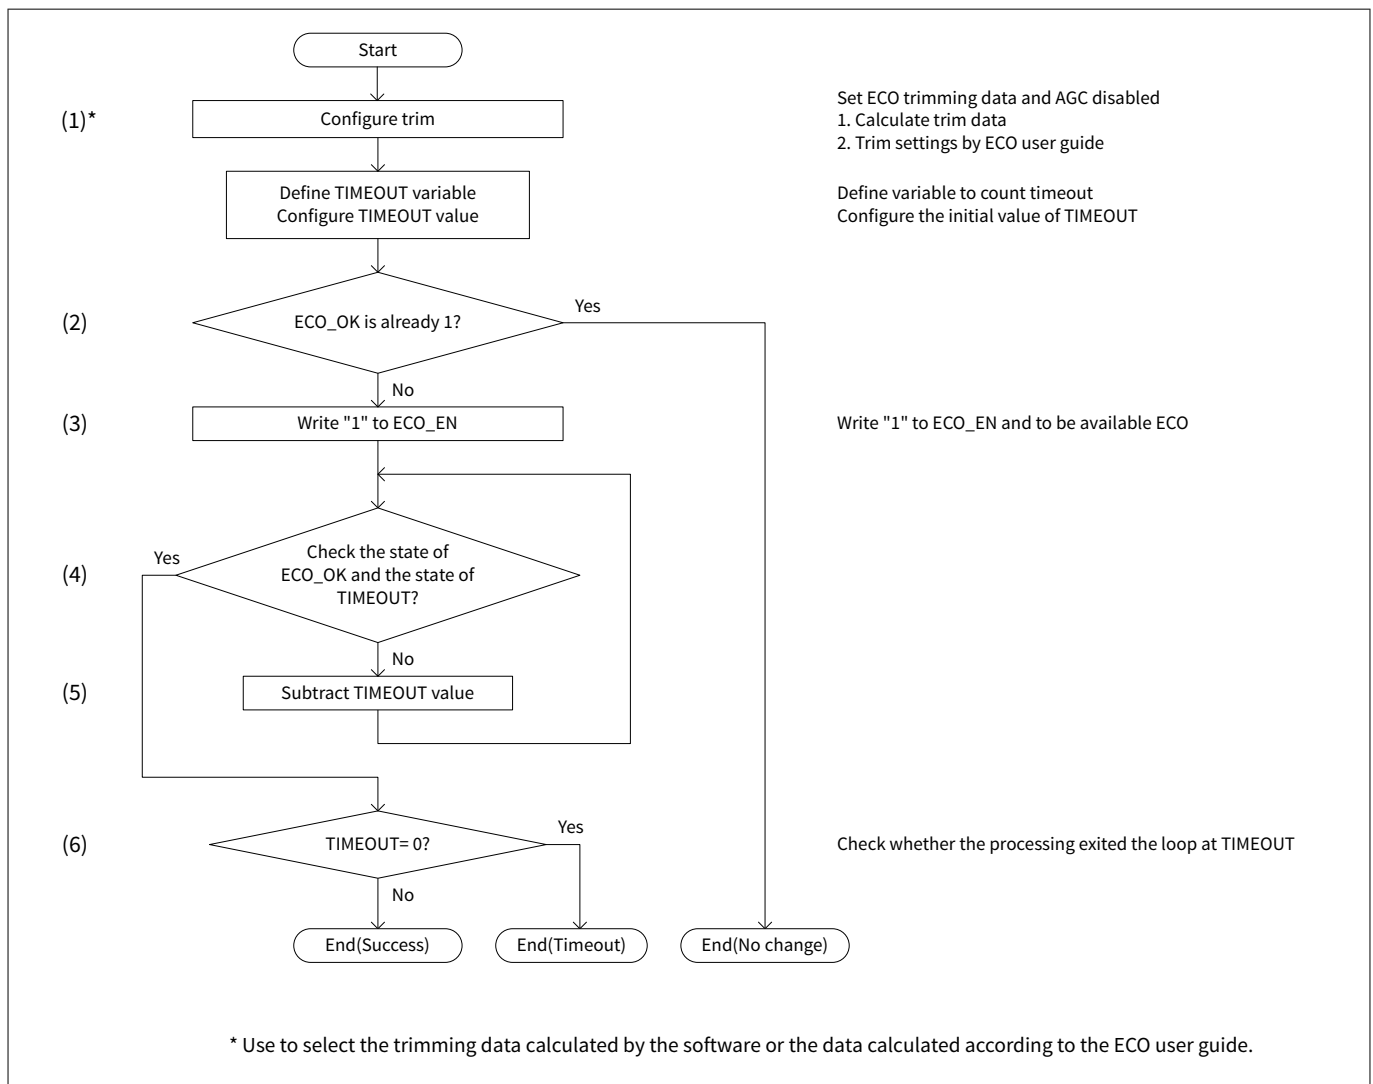 Start
(1)*
Configure trim
Set ECO trimming data and AGC disabled
1. Calculate trim data
2. Trim settings by ECO user guide
Define TIMEOUT variable
Configure TIMEOUT value
Define variable to count timeout
Configure the initial value of TIMEOUT
(2)
ECO_OK is already 1?
Yes
No
(3)
Write "1" to ECO_EN
Write "1" to ECO_EN and to be available ECO
(4)
Yes
Check the state of
ECO_OK and the state of
TIMEOUT?
No
(5)
Subtract TIMEOUT value
(6)
TIMEOUT= 0?
Yes
Check whether the processing exited the loop at TIMEOUT
No
End(Success)
End(Timeout)
End(No change)
* Use to select the trimming data calculated by the software or the data calculated according to the ECO user guide.